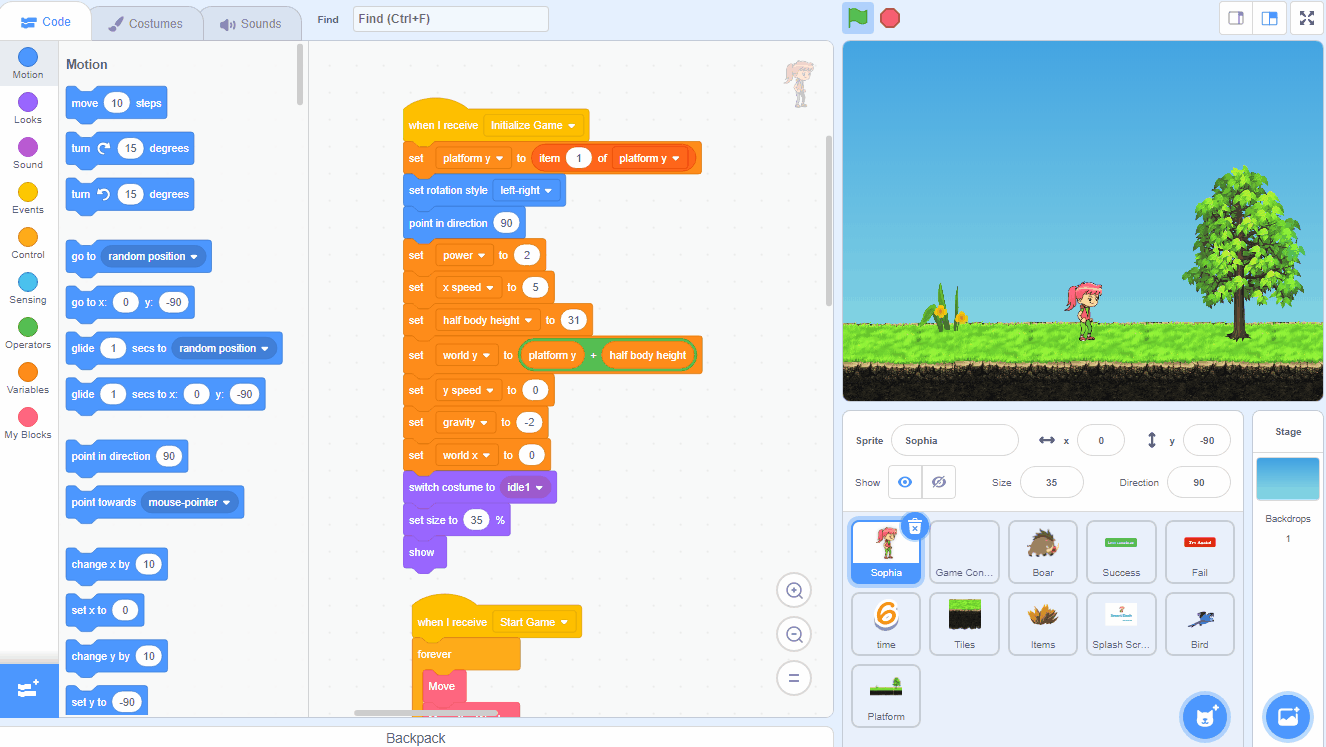 Code
Costumes
Sounds
Find
Find (Ctrl+F)
Motion
Looks
Sound
Events
Control
Sensing
Operators
Variables
My Blocks
Motion
move 10 steps
turn 15 degrees
turn 15 degrees
go to random position
go to x: 0 y: -90
glide 1 secs to random position
glide 1 secs to x: 0 y: -90
point in direction 90
point towards mouse-pointer
change x by 10
set x to 0
change y by 10
set y to -90
when I receive Initialize Game
set platform y to item 1 of platform y
set rotation style left-right
point in direction 90
set power to 2
set x speed to 5
set half body height to 31
set world y to platform y + half body height
set y speed to 0
set gravity to -2
set world x to 0
switch costume to idle1
set size to 35 %
show
when I receive Start Game
forever
Move
Backpack
Sprite Sophia x 0 y -90
Show Size 35 Direction 90
Sophia
Game Con...
Boar
Success
Fail
time
Tiles
Items
Splash Scr...
Bird
Platform
Stage
Backdrops
1